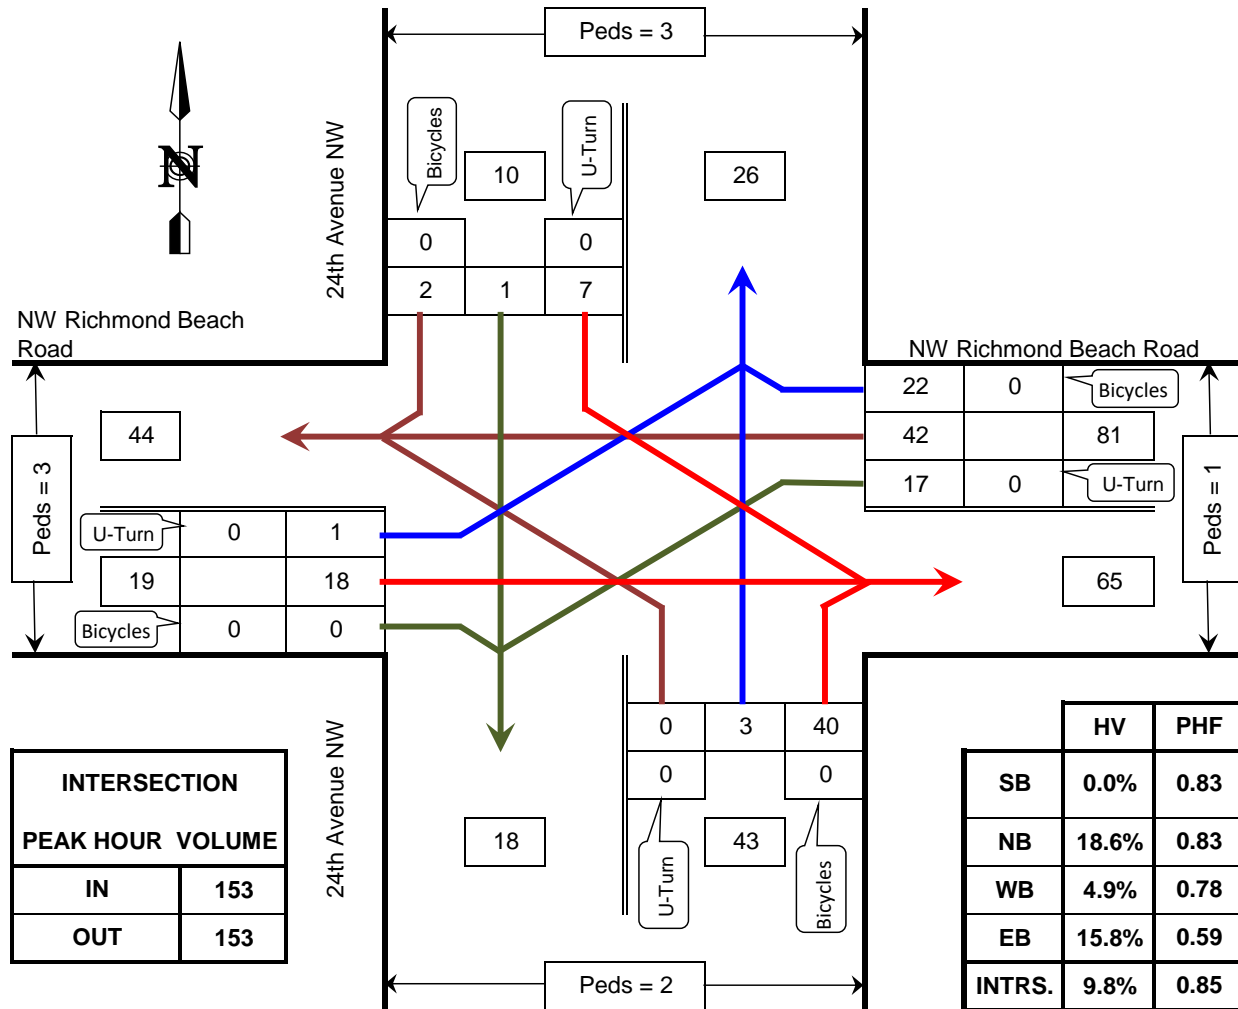 Peds = 3
N
24th Avenue NW
Bicycles
U-Turn
10
26
0
0
2
1
7
NW Richmond Beach
Road
NW Richmond Beach Road
22
0
Bicycles
42
81
17
0
U-Turn
Peds = 1
44
Peds = 3
U-Turn
0
1
19
18
Bicycles
0
0
65
0
3
40
0
0
24th Avenue NW
18
43
U-Turn
Bicycles
Peds = 2
INTERSECTION
PEAK HOUR VOLUME
IN 153
OUT 153
HV PHF
SB 0.0% 0.83
NB 18.6% 0.83
WB 4.9% 0.78
EB 15.8% 0.59
INTRS. 9.8% 0.85